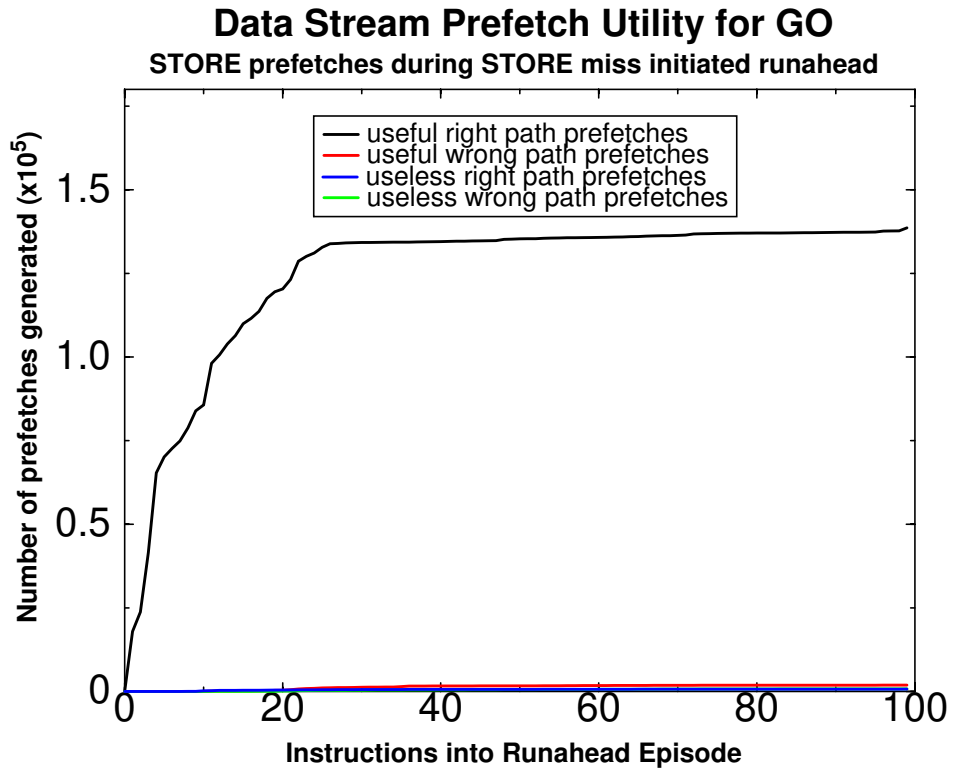 Data Stream Prefetch Utility for GO
STORE prefetches during STORE miss initiated runahead
useful right path prefetches
useful wrong path prefetches
useless right path prefetches
useless wrong path prefetches
Number of prefetches generated (x10⁵)
1.5
1.0
0.5
0
0 20 40 60 80 100
Instructions into Runahead Episode